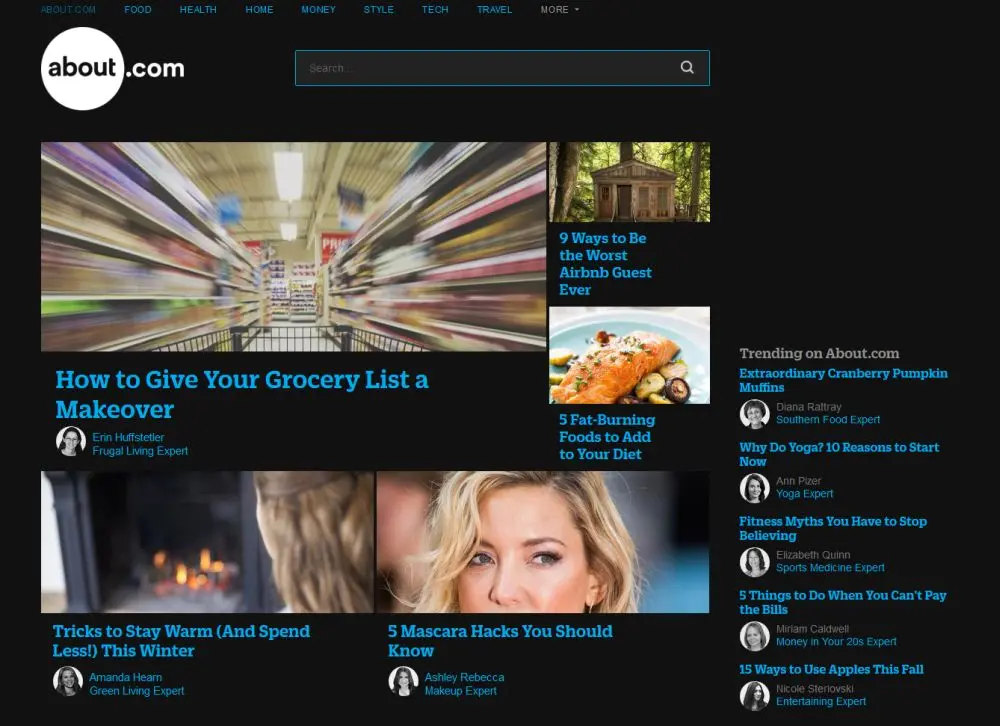 ABOUT.COM FOOD HEALTH HOME MONEY STYLE TECH TRAVEL MORE
about.com
Search...
How to Give Your Grocery List a
Makeover
Erin Huffstetler
Frugal Living Expert
9 Ways to Be
the Worst
Airbnb Guest
Ever
5 Fat-Burning
Foods to Add
to Your Diet
Tricks to Stay Warm (And Spend
Less!) This Winter
Amanda Hearn
Green Living Expert
5 Mascara Hacks You Should
Know
Ashley Rebecca
Makeup Expert
Trending on About.com
Extraordinary Cranberry Pumpkin
Muffins
Diana Rattray
Southern Food Expert
Why Do Yoga? 10 Reasons to Start
Now
Ann Pizer
Yoga Expert
Fitness Myths You Have to Stop
Believing
Elizabeth Quinn
Sports Medicine Expert
5 Things to Do When You Can't Pay
the Bills
Miriam Caldwell
Money in Your 20s Expert
15 Ways to Use Apples This Fall
Nicole Sforza
Entertaining Expert